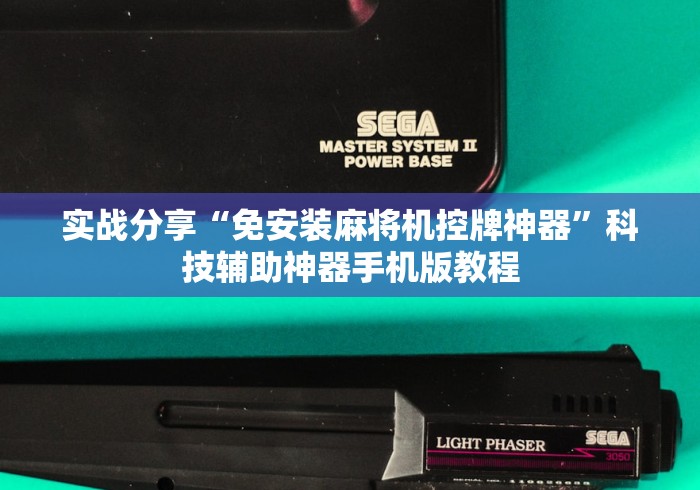 SEGA
MASTER SYSTEM II
POWER BASE
实战分享“免安装麻将机控牌神器”科
技辅助神器手机版教程
LIGHT PHASER
SEGA
3050